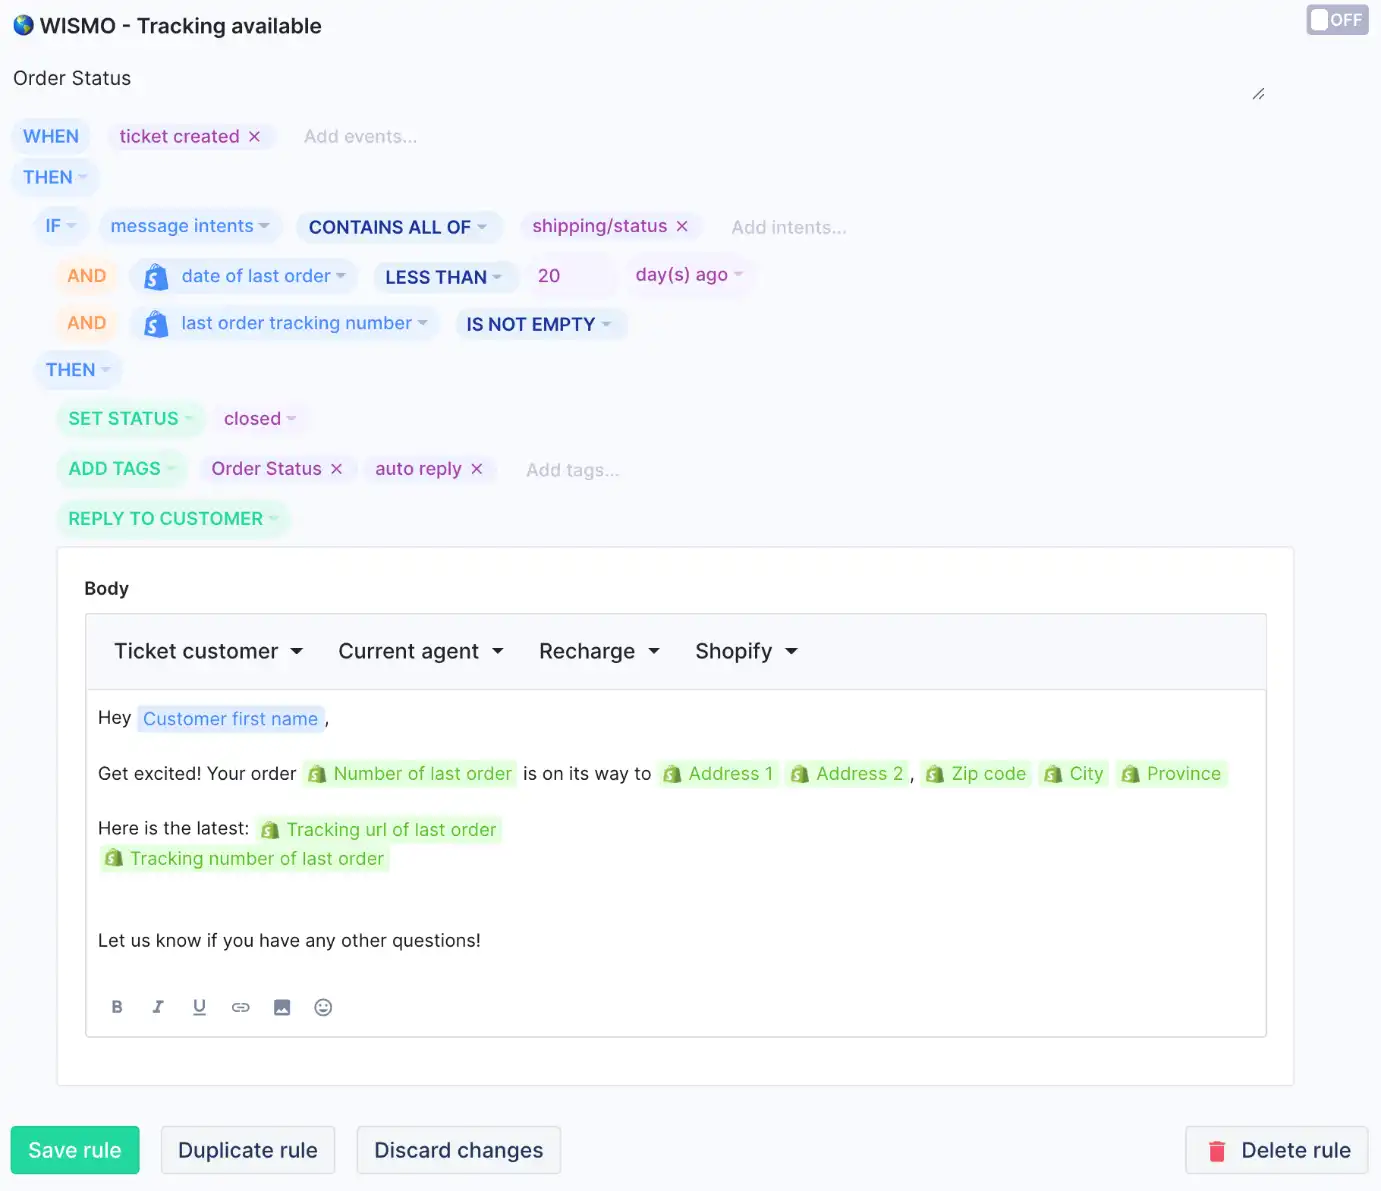 WISMO - Tracking available
OFF
Order Status
WHEN ticket created × Add events...
THEN
IF message intents CONTAINS ALL OF shipping/status × Add intents...
AND date of last order LESS THAN 20 day(s) ago
AND last order tracking number IS NOT EMPTY
THEN
SET STATUS closed
ADD TAGS Order Status × auto reply × Add tags...
REPLY TO CUSTOMER
Body
Ticket customer Current agent Recharge Shopify
Hey Customer first name ,
Get excited! Your order Number of last order is on its way to Address 1 Address 2 , Zip code City Province
Here is the latest: Tracking url of last order
Tracking number of last order
Let us know if you have any other questions!
B I U
Save rule Duplicate rule Discard changes Delete rule